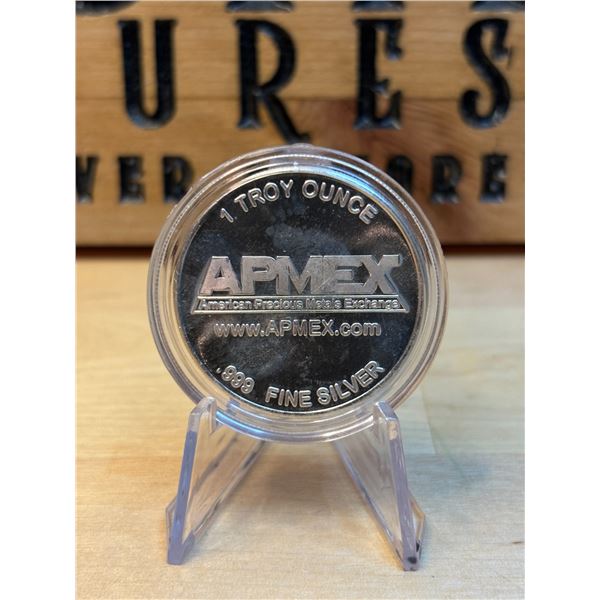 URES
1 TROY OUNCE
APMEX
American Precious Metals Exchange
www.APMEX.com
.999 FINE SILVER